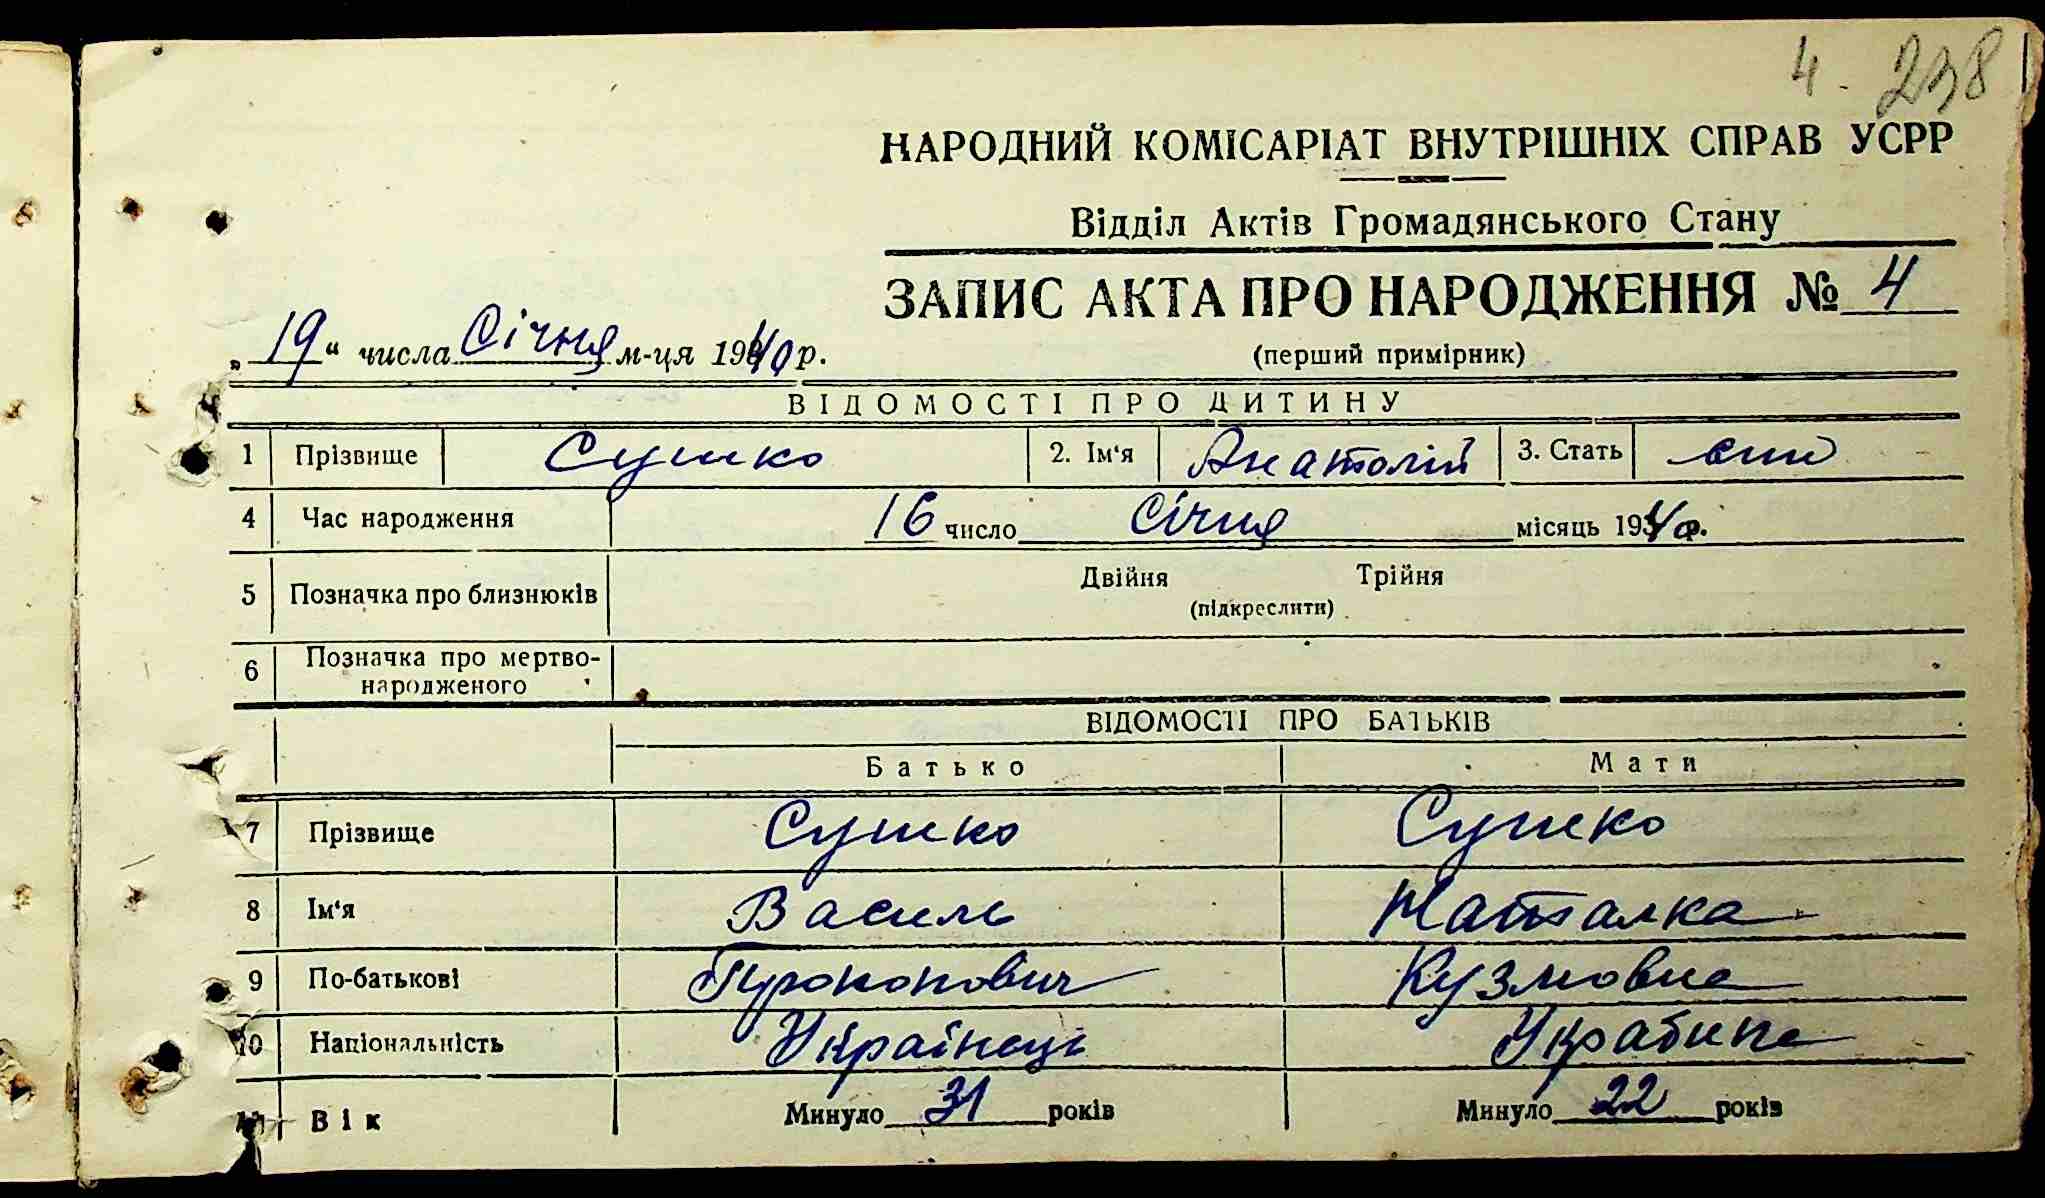 4 - 238
НАРОДНИЙ КОМІСАРІАТ ВНУТРІШНІХ СПРАВ УСРР
Відділ Актів Громадянського Стану
ЗАПИС АКТА ПРО НАРОДЖЕННЯ № 4
„19“ числа Січня м-ця 1940 р.
(перший примірник)
ВІДОМОСТІ ПРО ДИТИНУ
1 Прізвище Сушко 2. Ім‘я Анатолій 3. Стать син
4 Час народження 16 число Січня місяць 1940 р.
5 Позначка про близнюків Двійня Трійня
(підкреслити)
6 Позначка про мертво-
народженого
ВІДОМОСТІ ПРО БАТЬКІВ
Батько Мати
7 Прізвище Сушко Сушко
8 Ім‘я Василь Наталка
9 По-батькові Прокопович Кузмовна
10 Національність Українець Українка
11 Вік Минуло 31 років Минуло 22 років